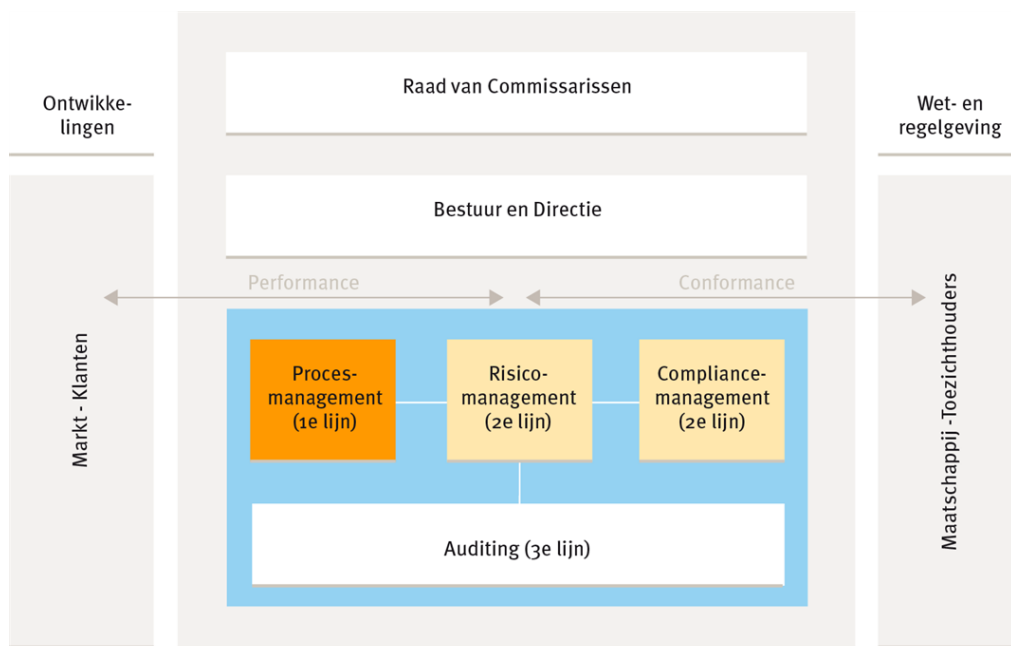 Raad van Commissarissen
Ontwikke-
lingen
Wet- en
regelgeving
Bestuur en Directie
Performance
Conformance
Markt - Klanten
Maatschappij -Toezichthouders
Proces-
management
(1e lijn)
Risico-
management
(2e lijn)
Compliance-
management
(2e lijn)
Auditing (3e lijn)